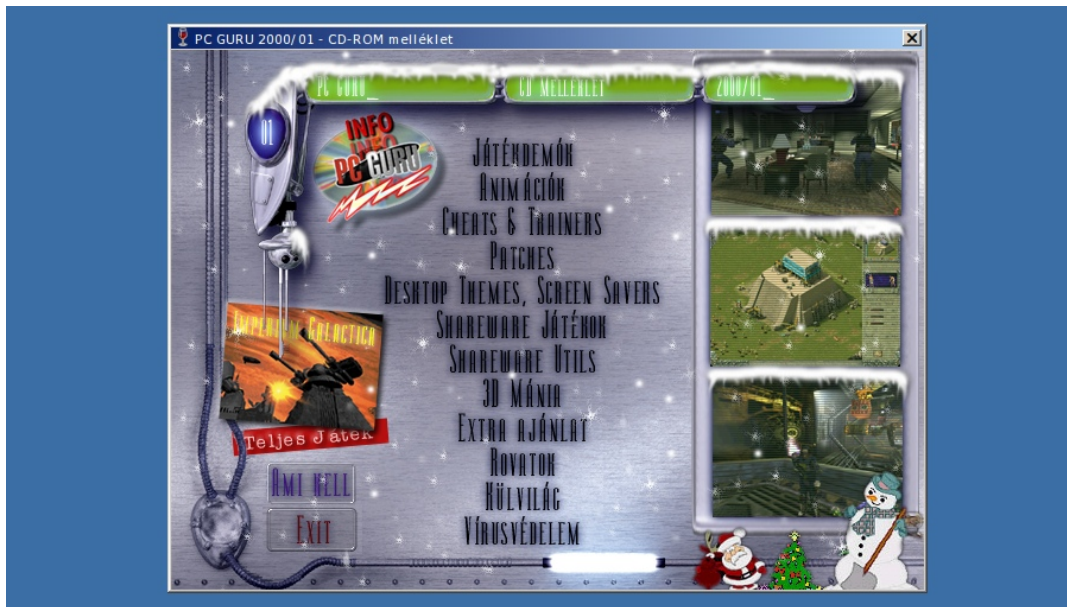 PC GURU 2000/01 - CD-ROM melléklet
PC GURU_
CD MELLÉKLET
2000/01_
01
INFO
INFO
PC GURU
Játékdemók
Animációk
Cheats & Trainers
Patches
Desktop Themes, Screen Savers
Shareware Játékok
Shareware Utils
3D Mánia
Extra ajánlat
Rovatok
Külvilág
Vírusvédelem
Imperium Galactica
Teljes Játék
Ami kell
Exit